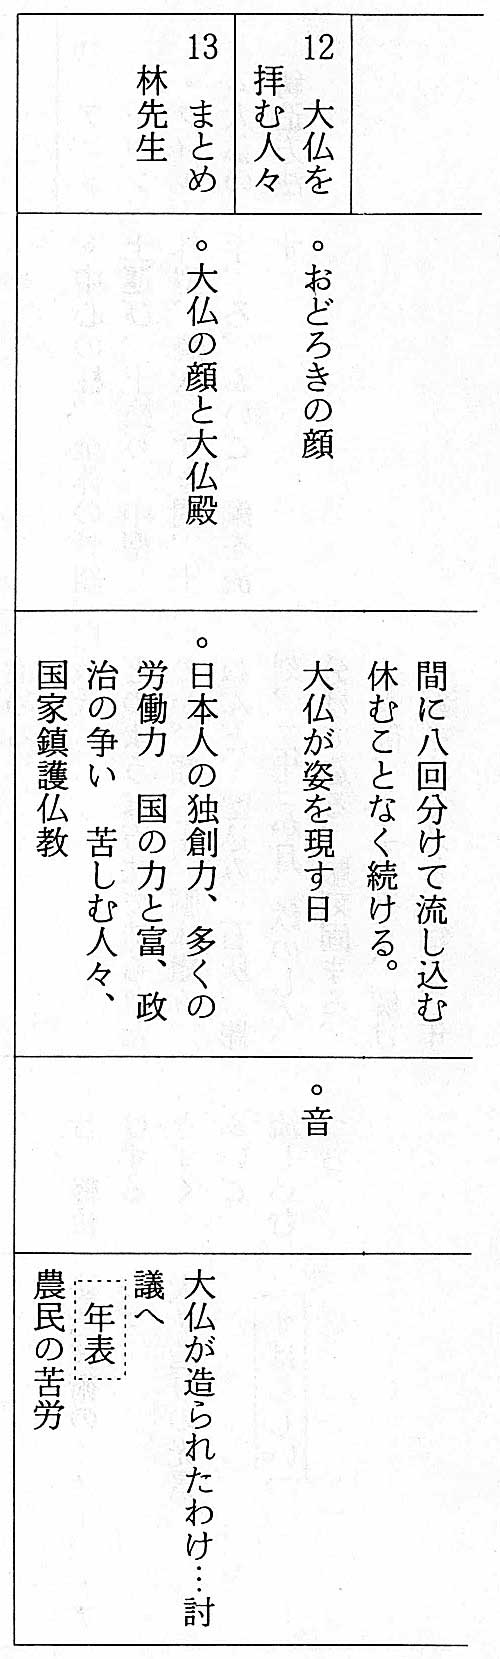 間に八回分けて流し込む
休むことなく続ける。
12　大仏を
拝む人々
。おどろきの顔
大仏が姿を現す日
。音
13　まとめ
林先生
。大仏の顔と大仏殿
。日本人の独創力、多くの
労働力　国の力と富、政
治の争い　苦しむ人々、
国家鎮護仏教
大仏が造られたわけ…討
議へ
年表
農民の苦労